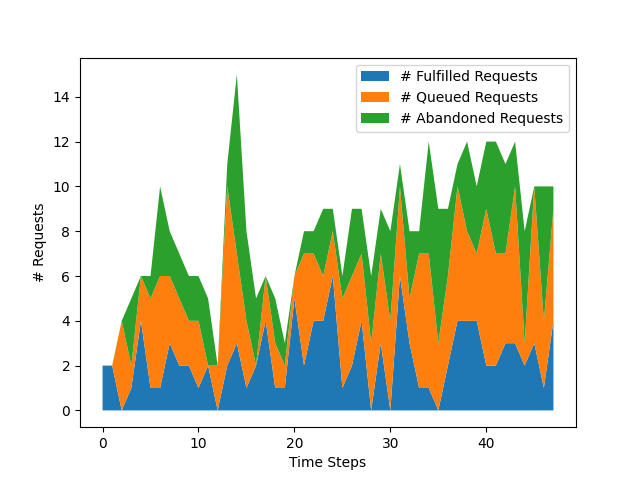 # Fulfilled Requests
# Queued Requests
# Abandoned Requests
# Requests
14
12
10
8
6
4
2
0
0 10 20 30 40
Time Steps